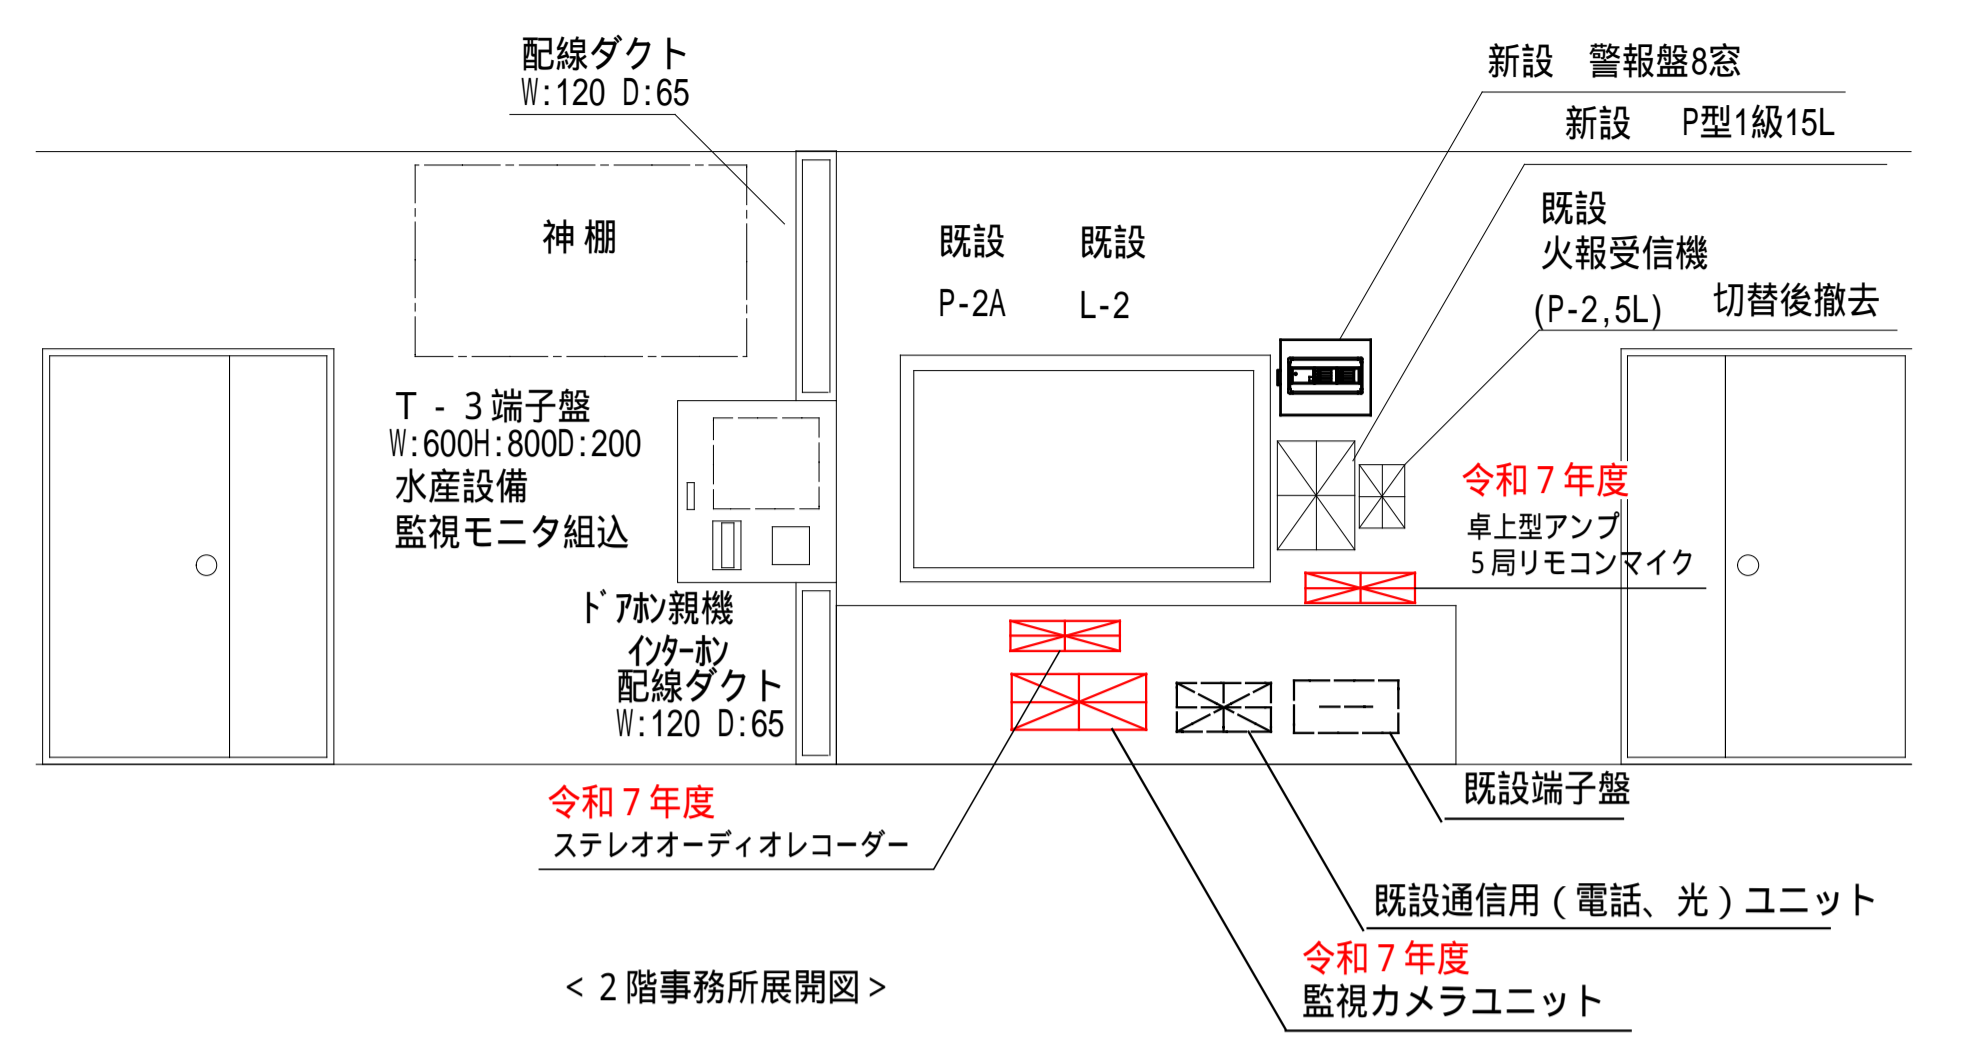 配線ダクト
W:120 D:65
新設 警報盤8窓
新設 P型1級15L
既設
火報受信機
(P-2,5L) 切替後撤去
神棚
既設 既設
P-2A L-2
T - 3端子盤
W:600H:800D:200
水産設備
監視モニタ組込
令和7年度
卓上型アンプ
5局リモコンマイク
ドアホン親機
インターホン
配線ダクト
W:120 D:65
令和7年度
ステレオオーディオレコーダー
既設端子盤
既設通信用(電話、光)ユニット
令和7年度
監視カメラユニット
<2階事務所展開図>